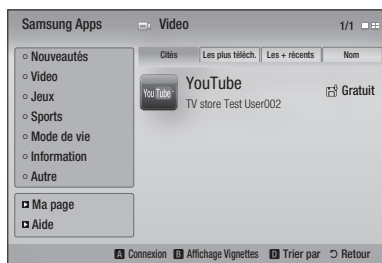 Samsung Apps
Video
1/1
Nouveautés
Video
Jeux
Sports
Mode de vie
Information
Autre
Ma page
Aide
Cités
Les plus téléch.
Les + récents
Nom
You Tube
YouTube
TV store Test User002
Gratuit
A Connexion B Affichage Vignettes D Trier par Retour